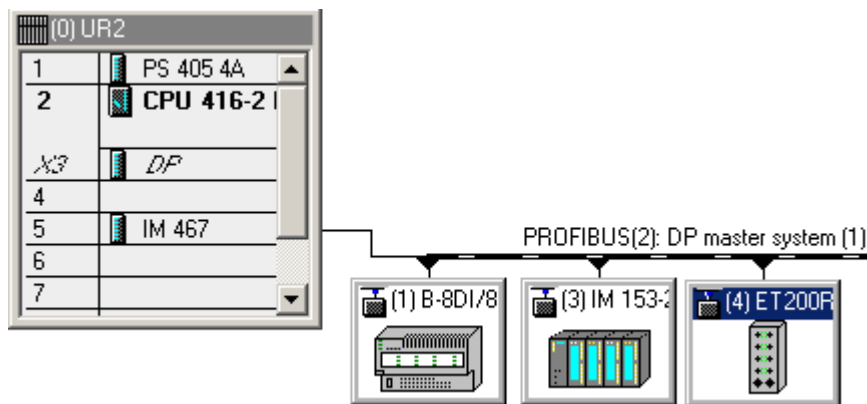 (0) UR2
1 PS 405 4A
2 CPU 416-2
X3 DP
4
5 IM 467
6
7
PROFIBUS(2): DP master system (1)
(1) B-8DI/8
(3) IM 153-2
(4) ET200R